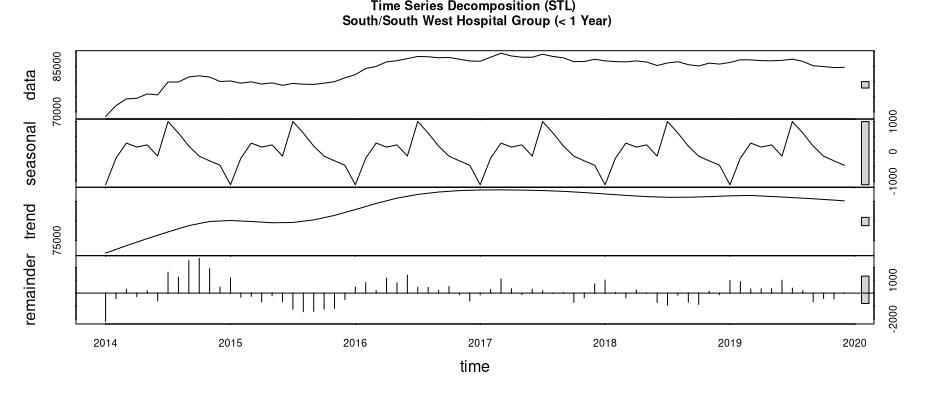 Time Series Decomposition (STL)
South/South West Hospital Group (< 1 Year)
data
70000 85000
seasonal
-1000 0 1000
trend
75000
remainder
-2000 1000
2014 2015 2016 2017 2018 2019 2020
time